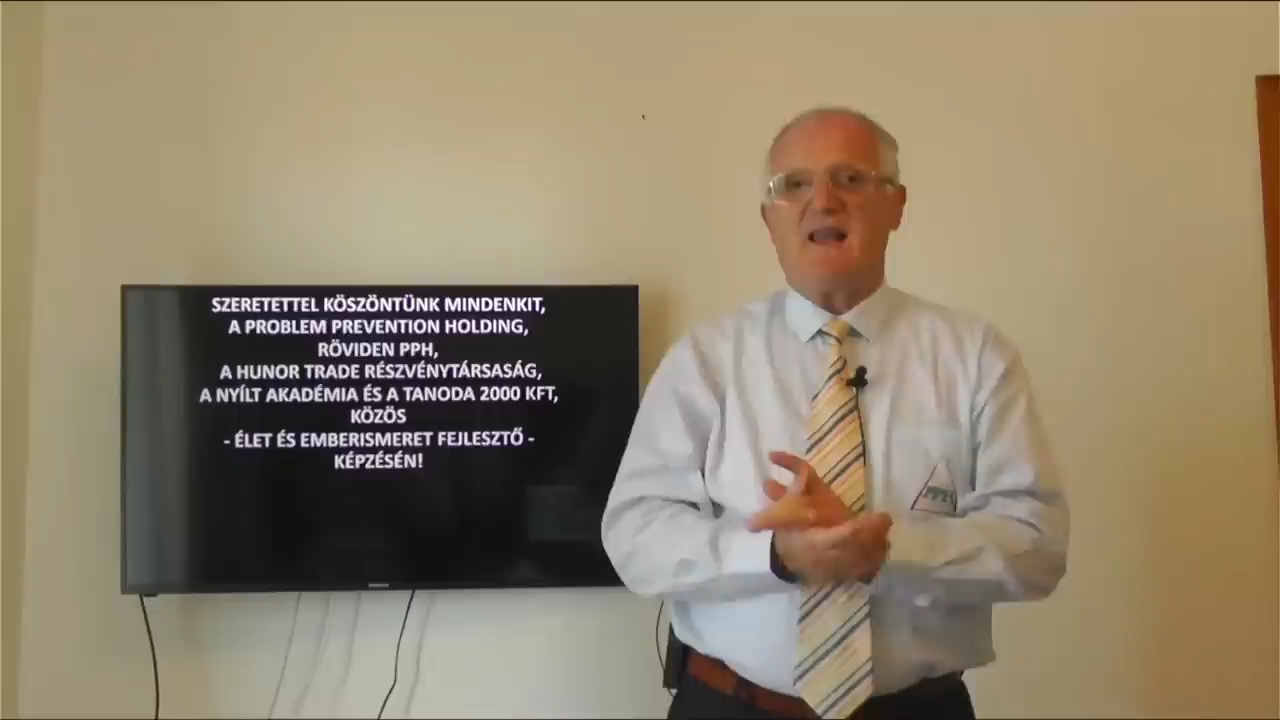 SZERETETTEL KÖSZÖNTÜNK MINDENKIT,
A PROBLEM PREVENTION HOLDING,
RÖVIDEN PPH,
A HUNOR TRADE RÉSZVÉNYTÁRSASÁG,
A NYÍLT AKADÉMIA ÉS A TANODA 2000 KFT,
KÖZÖS
- ÉLET ÉS EMBERISMERET FEJLESZTŐ -
KÉPZÉSÉN!
PPH